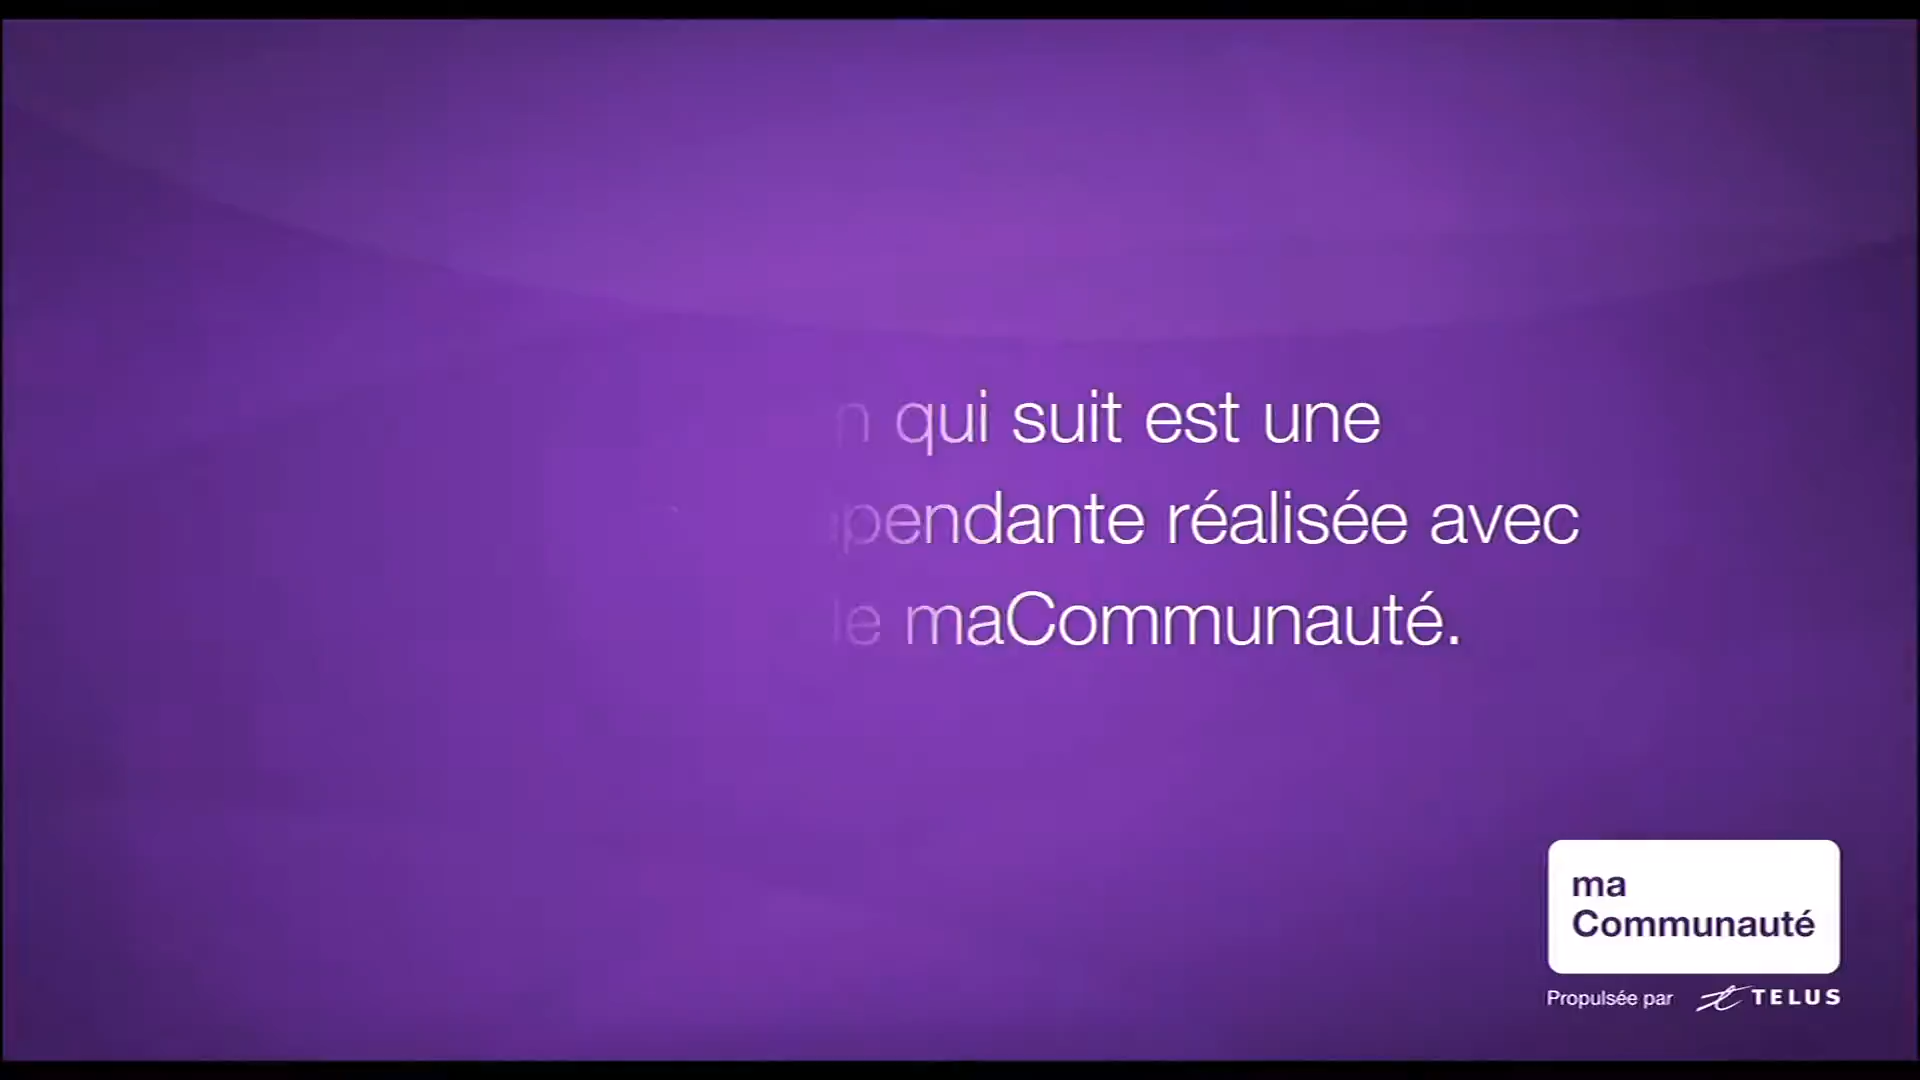 qui suit est une
pendante réalisée avec
maCommunauté.
ma
Communauté
Propulsée par TELUS